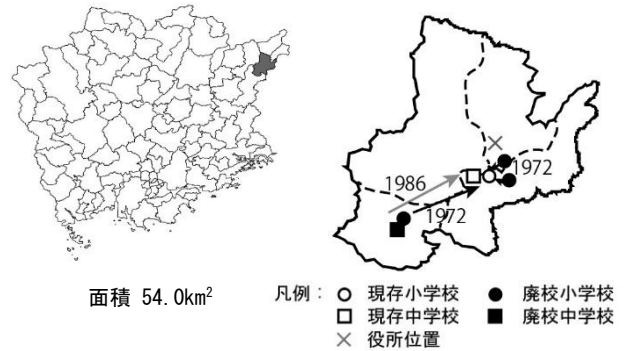 1986
1972
1972
面積 54.0km²
凡例： ○ 現存小学校 ● 廃校小学校
□ 現存中学校 ■ 廃校中学校
× 役所位置